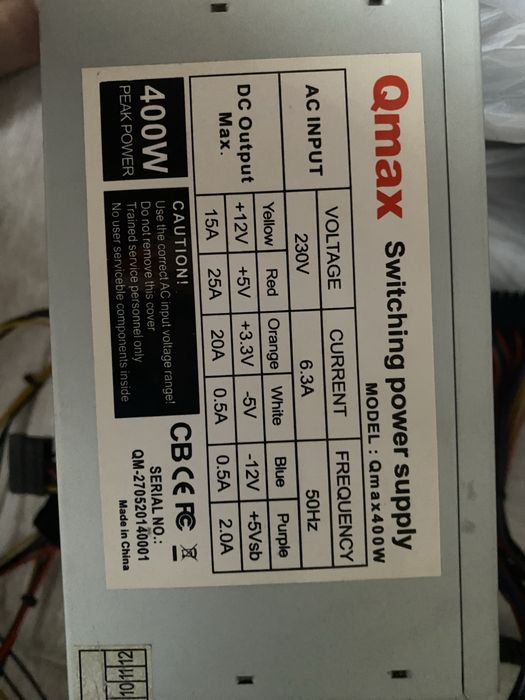 Qmax Switching power supply
MODEL : Qmax400W
AC INPUT VOLTAGE CURRENT FREQUENCY
230V 6.3A 50Hz
DC Output Max. Yellow Red Orange White Blue Purple
+12V +5V +3.3V -5V -12V +5Vsb
15A 25A 20A 0.5A 0.5A 2.0A
400W
PEAK POWER
CAUTION!
Use the correct AC input voltage range!
Do not remove this cover
Trained service personnel only
No user serviceble components inside
CB CE FC
SERIAL NO.:
QM-270520140001
Made in China
10 11 12